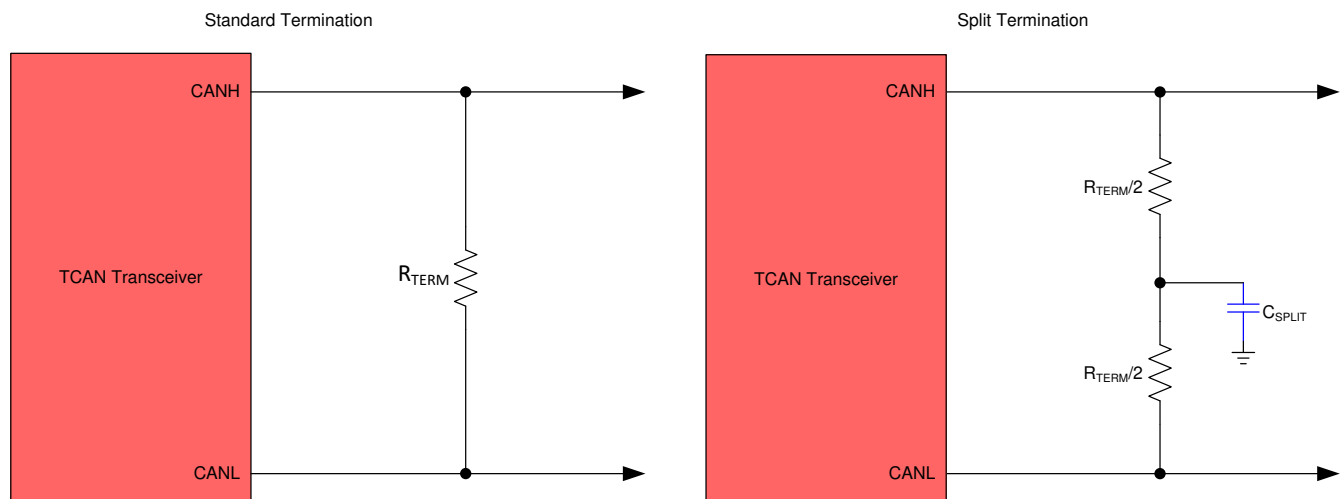 Standard Termination
Split Termination
CANH
TCAN Transceiver
RTERM
CANL
CANH
RTERM/2
TCAN Transceiver
CSPLIT
RTERM/2
CANL